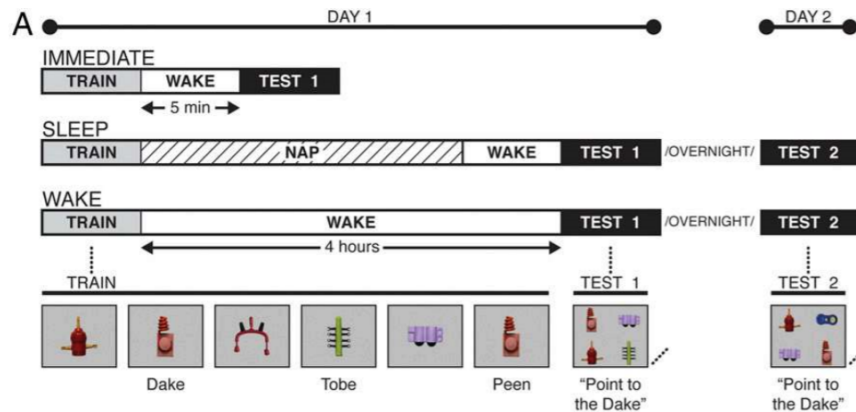 A
DAY 1
DAY 2
IMMEDIATE
TRAIN WAKE TEST 1
5 min
SLEEP
TRAIN NAP WAKE TEST 1 /OVERNIGHT/ TEST 2
WAKE
TRAIN WAKE TEST 1 /OVERNIGHT/ TEST 2
4 hours
TRAIN TEST 1 TEST 2
Dake Tobe Peen "Point to the Dake" "Point to the Dake"